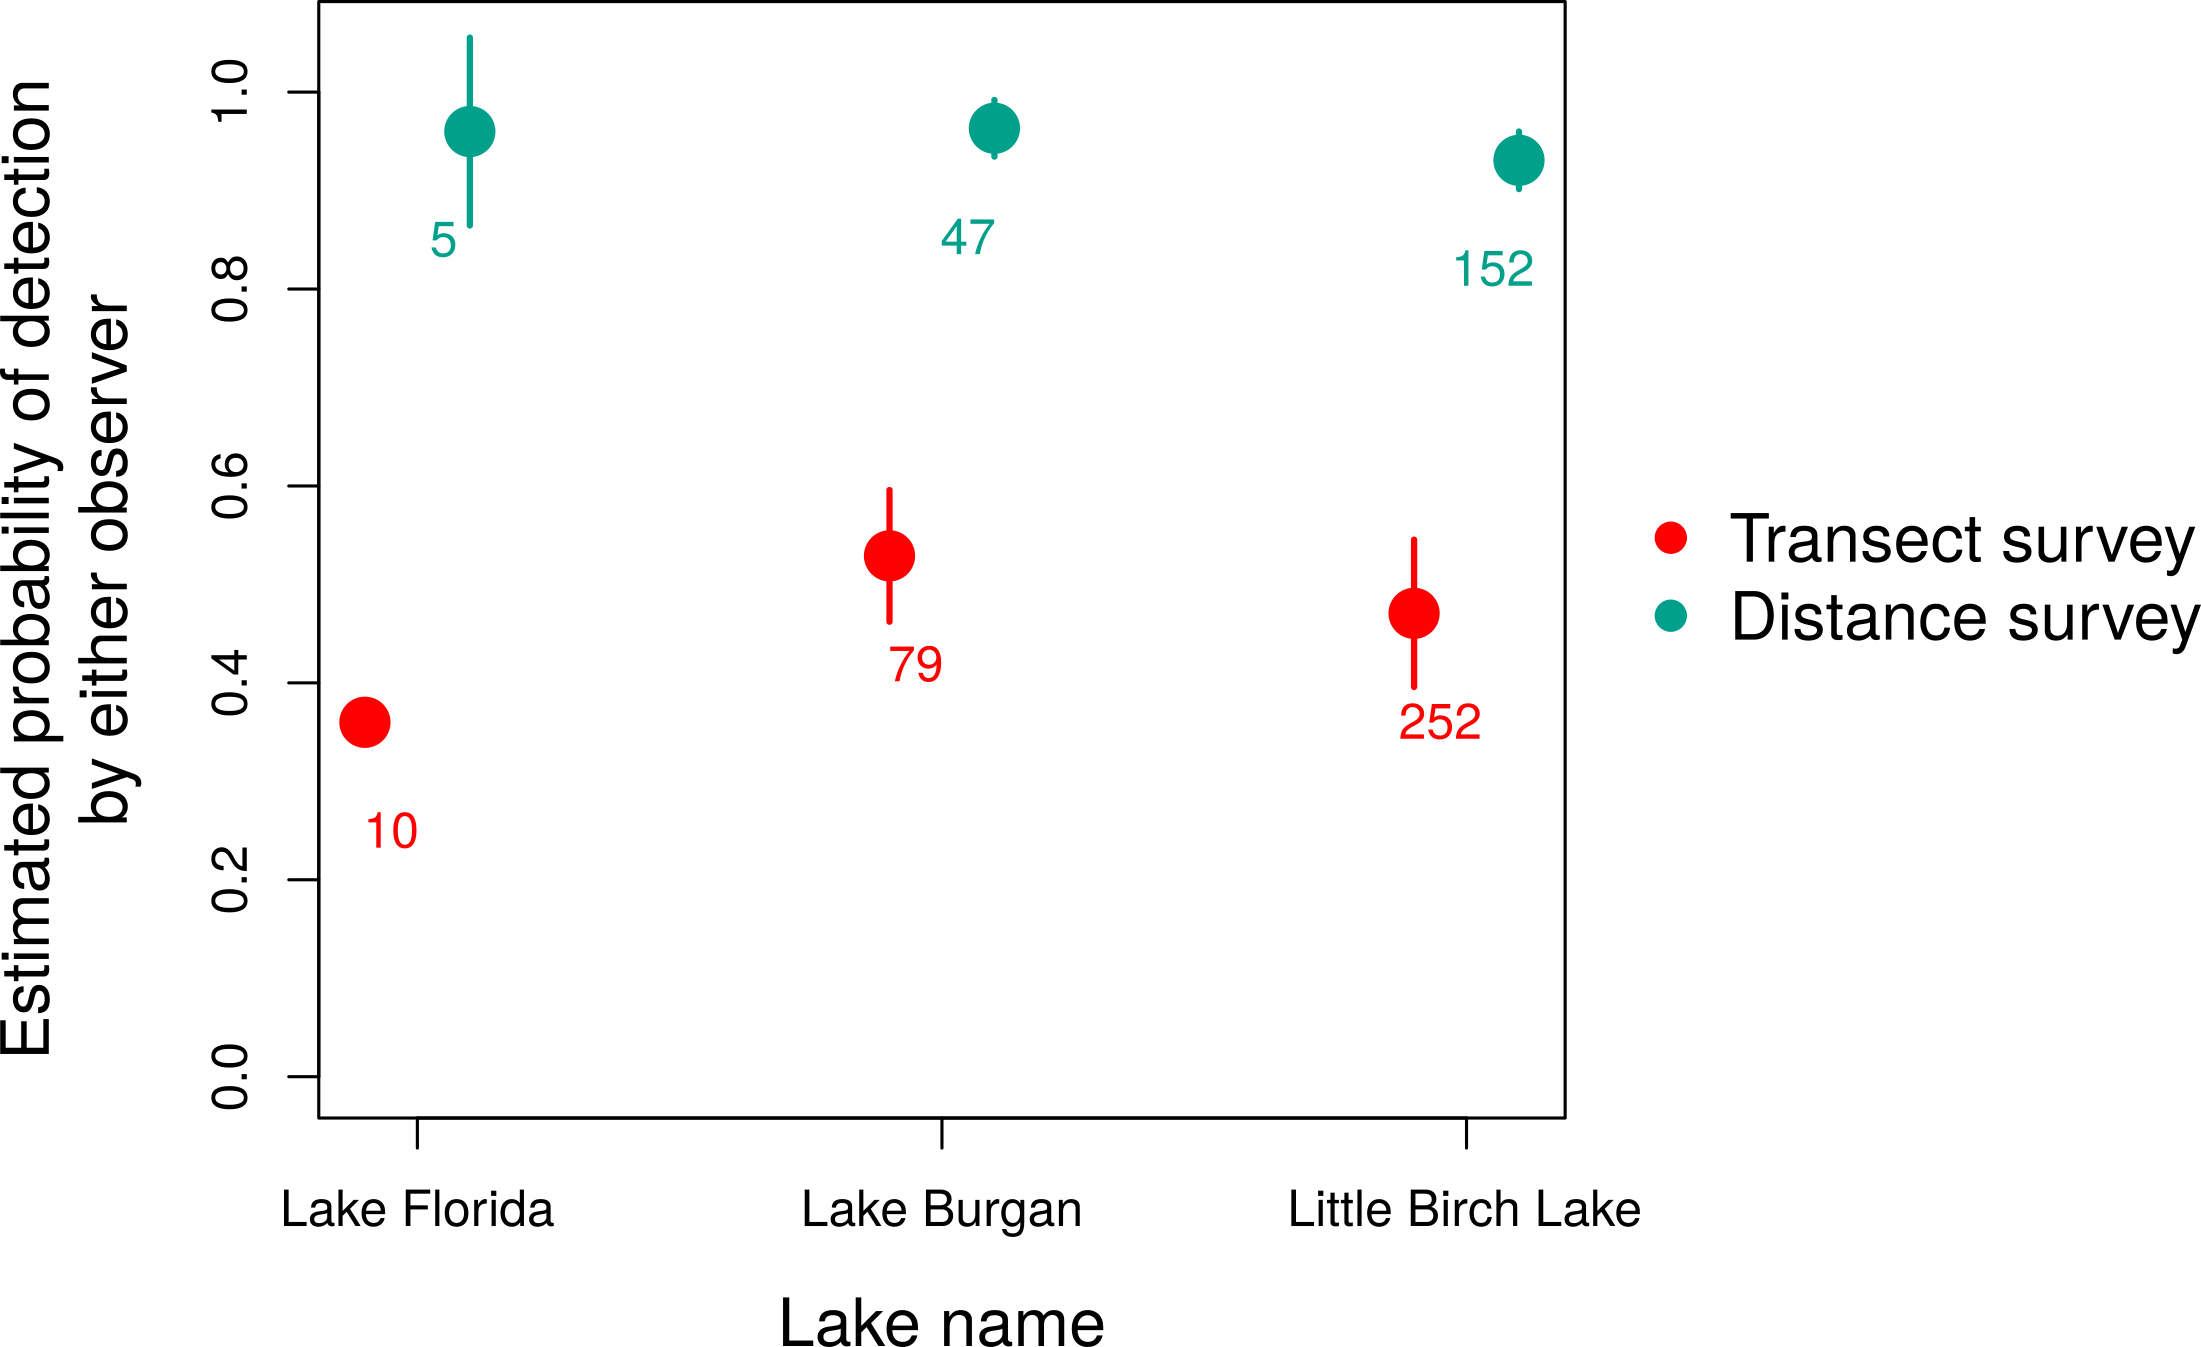 Estimated probability of detection
by either observer
1.0
0.8
0.6
0.4
0.2
0.0
5
47
152
79
252
10
Transect survey
Distance survey
Lake Florida
Lake Burgan
Little Birch Lake
Lake name